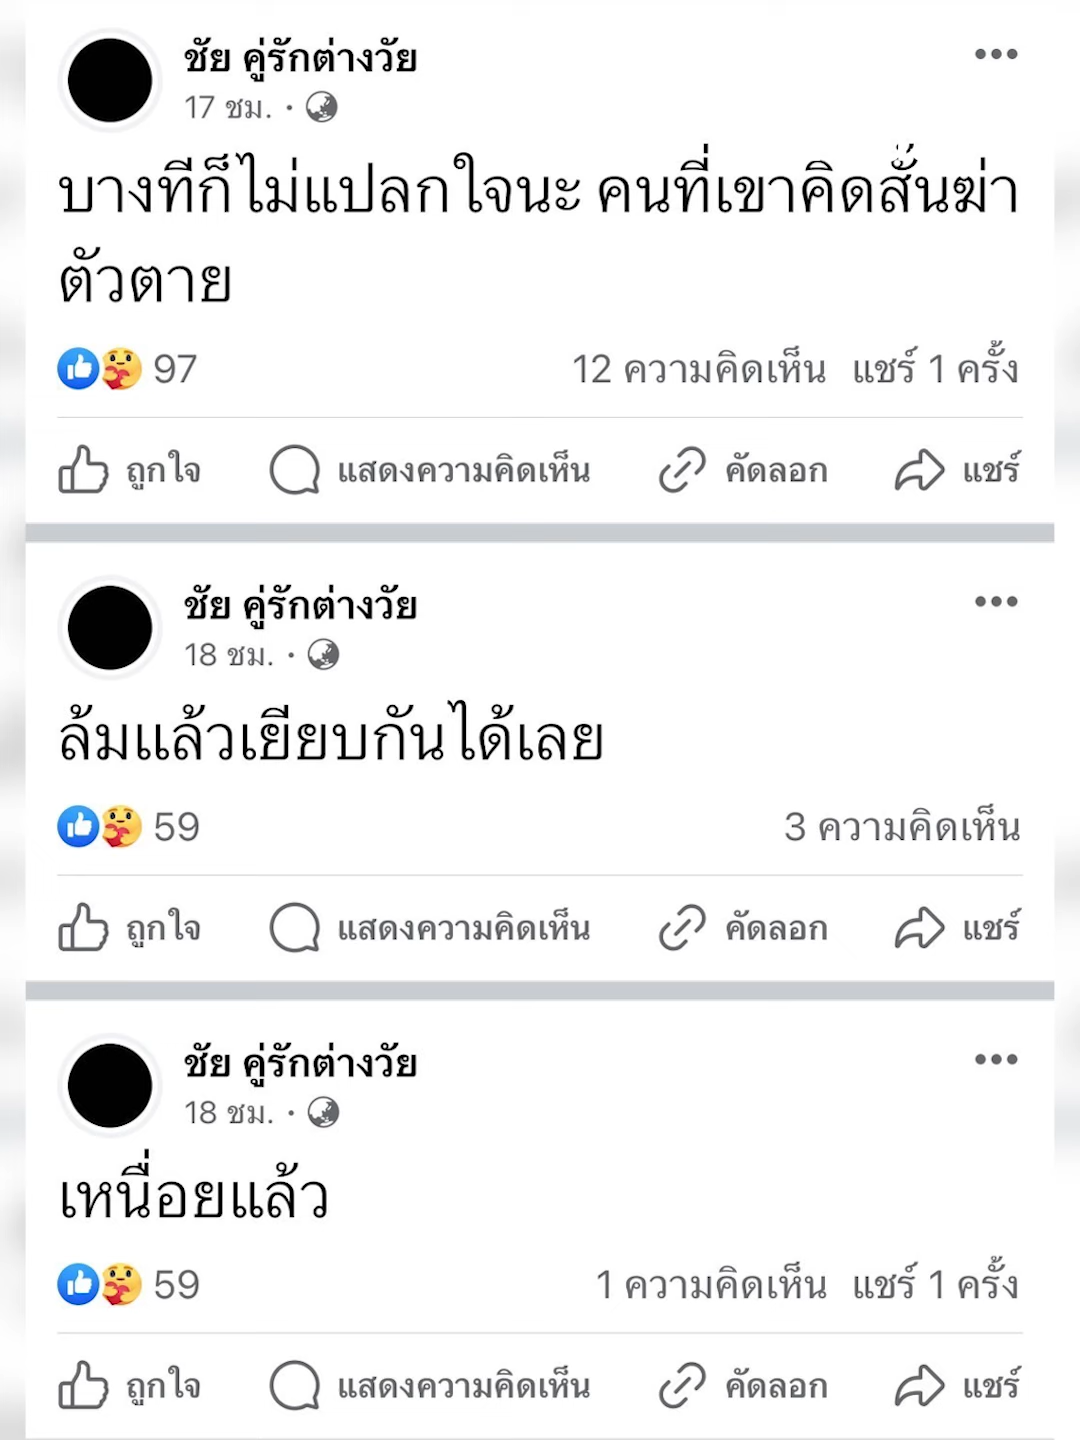 ชัย คู่รักต่างวัย
17 ชม. ·
บางทีก็ไม่แปลกใจนะ คนที่เขาคิดสั้นฆ่า
ตัวตาย
97 12 ความคิดเห็น แชร์ 1 ครั้ง
ถูกใจ แสดงความคิดเห็น คัดลอก แชร์
ชัย คู่รักต่างวัย
18 ชม. ·
ล้มแล้วเยียบกันได้เลย
59 3 ความคิดเห็น
ถูกใจ แสดงความคิดเห็น คัดลอก แชร์
ชัย คู่รักต่างวัย
18 ชม. ·
เหนื่อยแล้ว
59 1 ความคิดเห็น แชร์ 1 ครั้ง
ถูกใจ แสดงความคิดเห็น คัดลอก แชร์